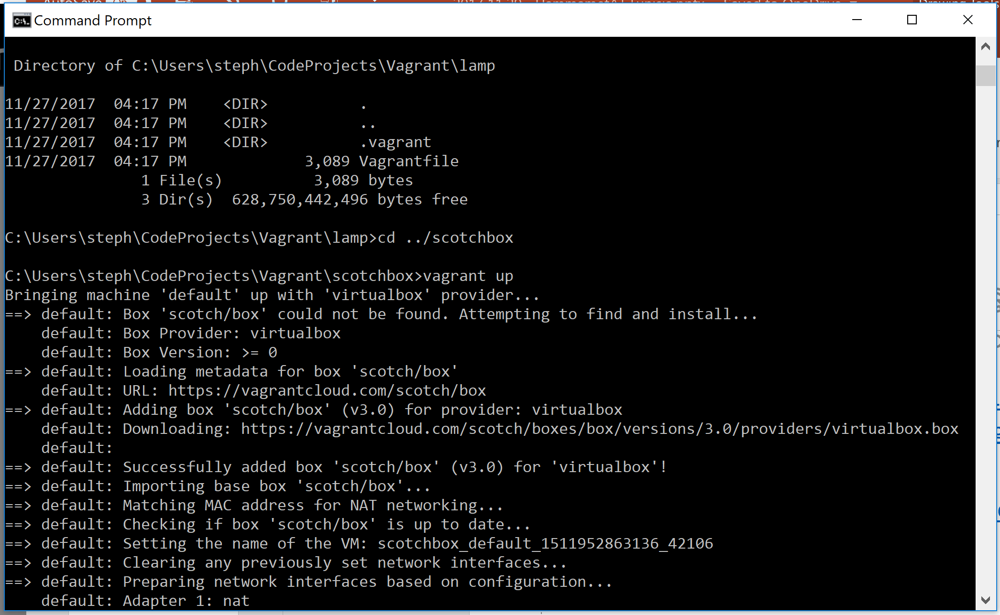 Command Prompt
Directory of C:\Users\steph\CodeProjects\Vagrant\lamp
11/27/2017  04:17 PM    <DIR>          .
11/27/2017  04:17 PM    <DIR>          ..
11/27/2017  04:17 PM    <DIR>          .vagrant
11/27/2017  04:17 PM             3,089 Vagrantfile
               1 File(s)          3,089 bytes
               3 Dir(s)  628,750,442,496 bytes free
C:\Users\steph\CodeProjects\Vagrant\lamp>cd ../scotchbox
C:\Users\steph\CodeProjects\Vagrant\scotchbox>vagrant up
Bringing machine 'default' up with 'virtualbox' provider...
==> default: Box 'scotch/box' could not be found. Attempting to find and install...
    default: Box Provider: virtualbox
    default: Box Version: >= 0
==> default: Loading metadata for box 'scotch/box'
    default: URL: https://vagrantcloud.com/scotch/box
==> default: Adding box 'scotch/box' (v3.0) for provider: virtualbox
    default: Downloading: https://vagrantcloud.com/scotch/boxes/box/versions/3.0/providers/virtualbox.box
    default:
==> default: Successfully added box 'scotch/box' (v3.0) for 'virtualbox'!
==> default: Importing base box 'scotch/box'...
==> default: Matching MAC address for NAT networking...
==> default: Checking if box 'scotch/box' is up to date...
==> default: Setting the name of the VM: scotchbox_default_1511952863136_42106
==> default: Clearing any previously set network interfaces...
==> default: Preparing network interfaces based on configuration...
    default: Adapter 1: nat